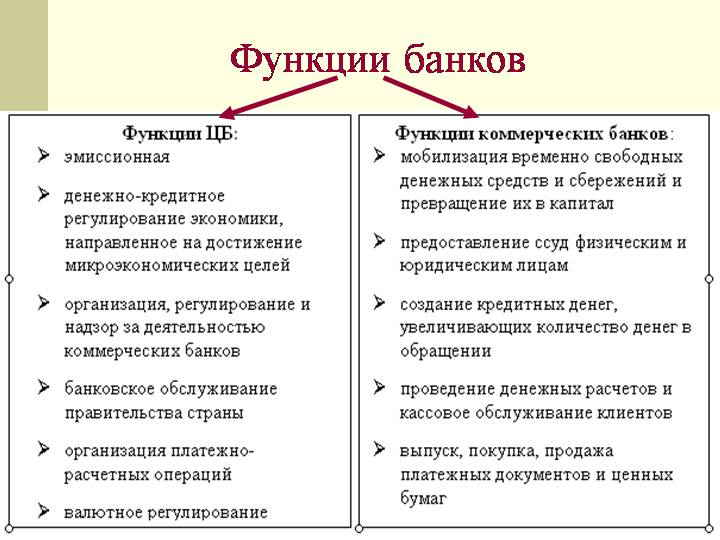 Функции банков
Функции ЦБ:
эмиссионная
денежно-кредитное
регулирование экономики,
направленное на достижение
микроэкономических целей
организация, регулирование и
надзор за деятельностью
коммерческих банков
банковское обслуживание
правительства страны
организация платежно-
расчетных операций
валютное регулирование
Функции коммерческих банков:
мобилизация временно свободных
денежных средств и сбережений и
превращение их в капитал
предоставление ссуд физическим и
юридическим лицам
создание кредитных денег,
увеличивающих количество денег в
обращении
проведение денежных расчетов и
кассовое обслуживание клиентов
выпуск, покупка, продажа
платежных документов и ценных
бумаг